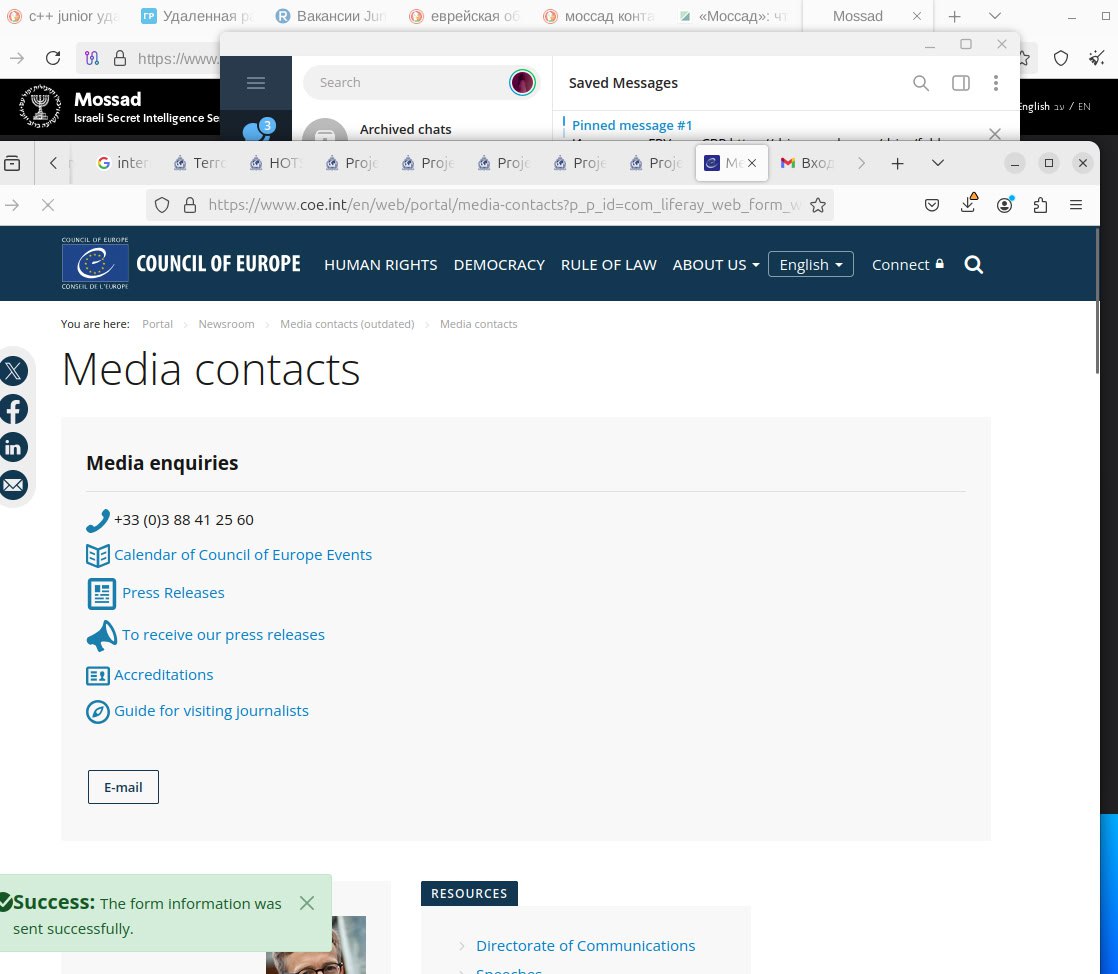 c++ junior уда
Удаленная р
Вакансии Jun
еврейская об
моссад конта
«Моссад»: чт
Mossad
https://www.
Mossad
Israeli Secret Intelligence Se
English עב / EN
Search
Saved Messages
3
Archived chats
Pinned message #1
inter
Terro
HOT
Proje
Proje
Proje
Proje
Proje
Me
Вход
https://www.coe.int/en/web/portal/media-contacts?p_p_id=com_liferay_web_form_w
COUNCIL OF EUROPE
CONSEIL DE L'EUROPE
COUNCIL OF EUROPE
HUMAN RIGHTS
DEMOCRACY
RULE OF LAW
ABOUT US
English
Connect
You are here: Portal Newsroom Media contacts (outdated) Media contacts
Media contacts
Media enquiries
+33 (0)3 88 41 25 60
Calendar of Council of Europe Events
Press Releases
To receive our press releases
Accreditations
Guide for visiting journalists
E-mail
Success: The form information was
sent successfully.
RESOURCES
Directorate of Communications
Speeches